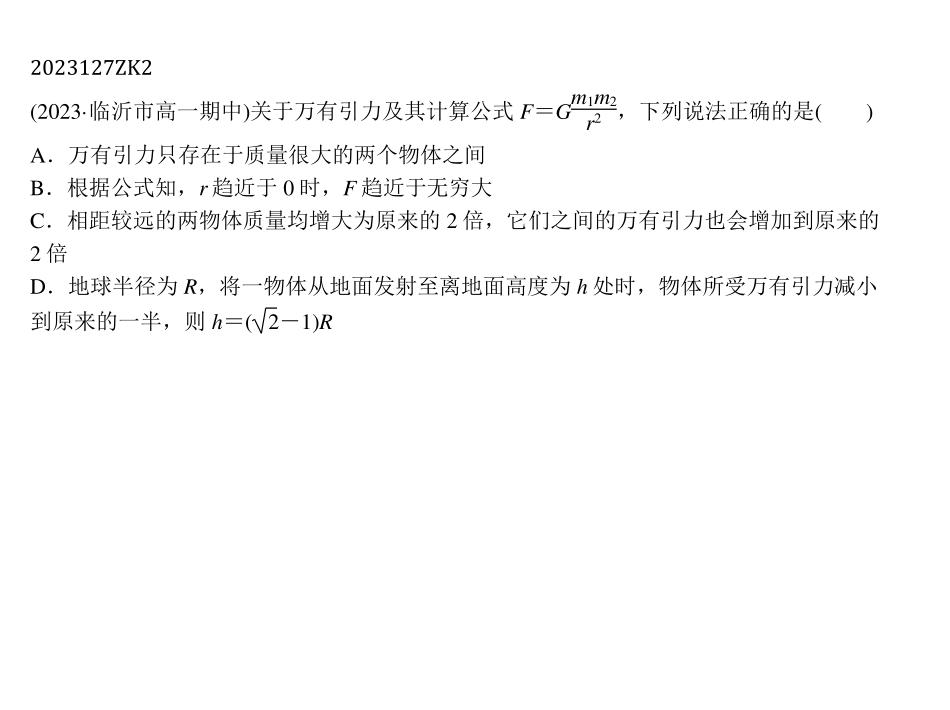 2023127ZK2
(2023·临沂市高一期中)关于万有引力及其计算公式 F＝G\frac{m₁m₂}{r²}，下列说法正确的是(　　)
A．万有引力只存在于质量很大的两个物体之间
B．根据公式知，r 趋近于 0 时，F 趋近于无穷大
C．相距较远的两物体质量均增大为原来的 2 倍，它们之间的万有引力也会增加到原来的
2 倍
D．地球半径为 R，将一物体从地面发射至离地面高度为 h 处时，物体所受万有引力减小
到原来的一半，则 h＝(√2－1)R